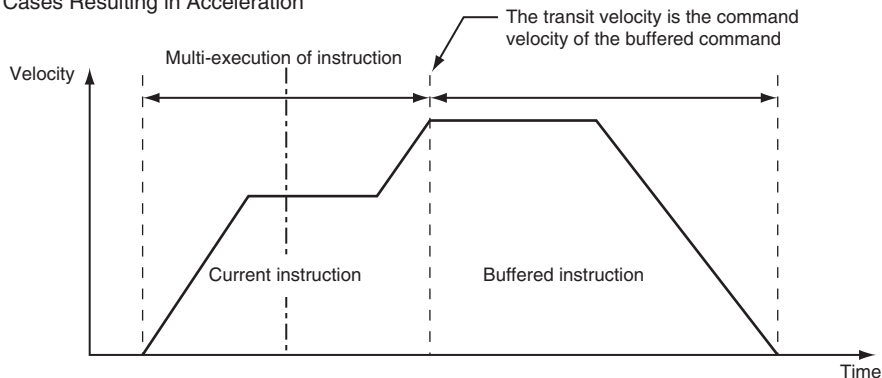 Cases Resulting in Acceleration
The transit velocity is the command
velocity of the buffered command
Multi-execution of instruction
Velocity
Current instruction
Buffered instruction
Time